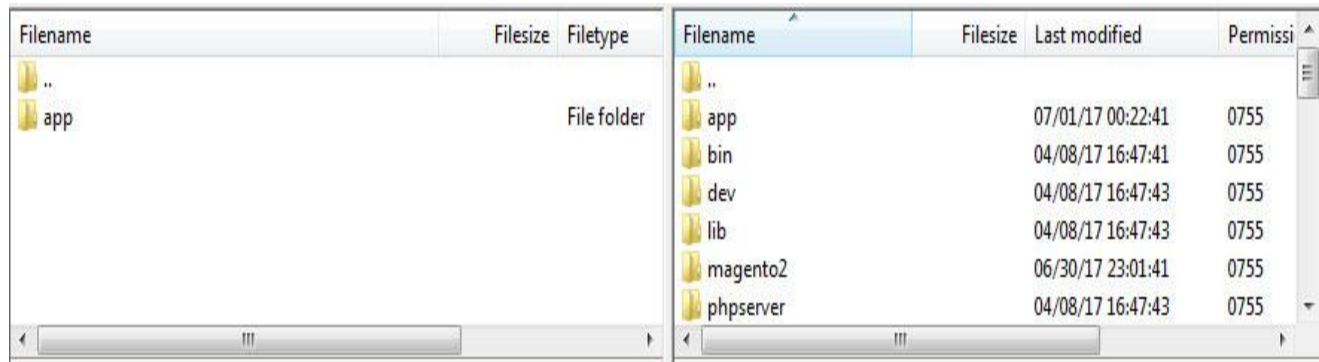 Filename Filesize Filetype
..
app File folder
Filename Filesize Last modified Permissi
..
app 07/01/17 00:22:41 0755
bin 04/08/17 16:47:41 0755
dev 04/08/17 16:47:43 0755
lib 04/08/17 16:47:43 0755
magento2 06/30/17 23:01:41 0755
phpserver 04/08/17 16:47:43 0755